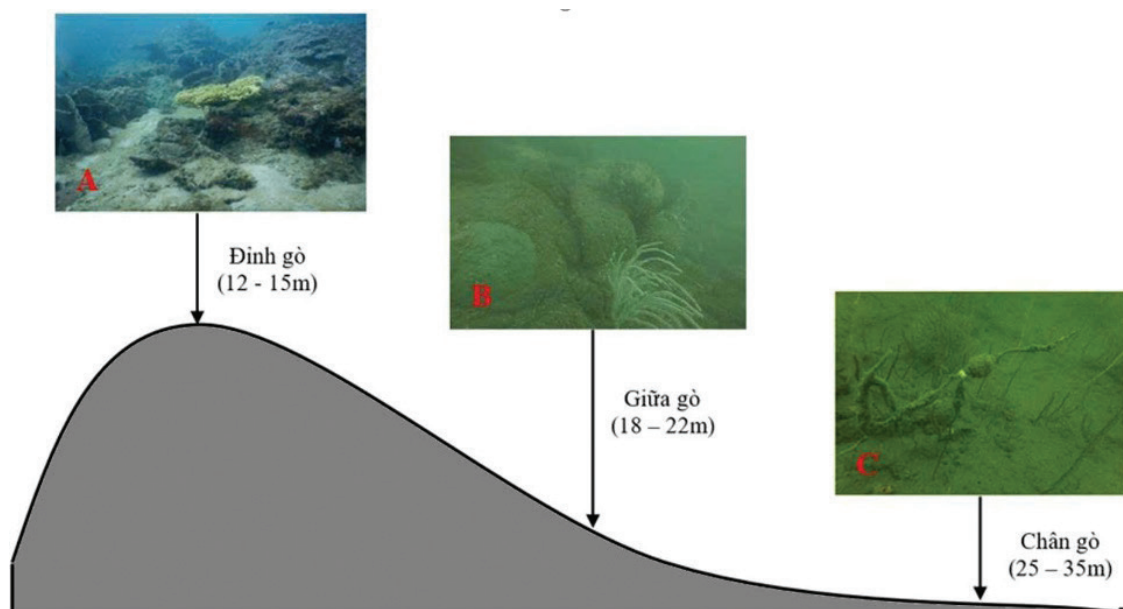 A
Đỉnh gò
(12 - 15m)
B
Giữa gò
(18 – 22m)
C
Chân gò
(25 – 35m)